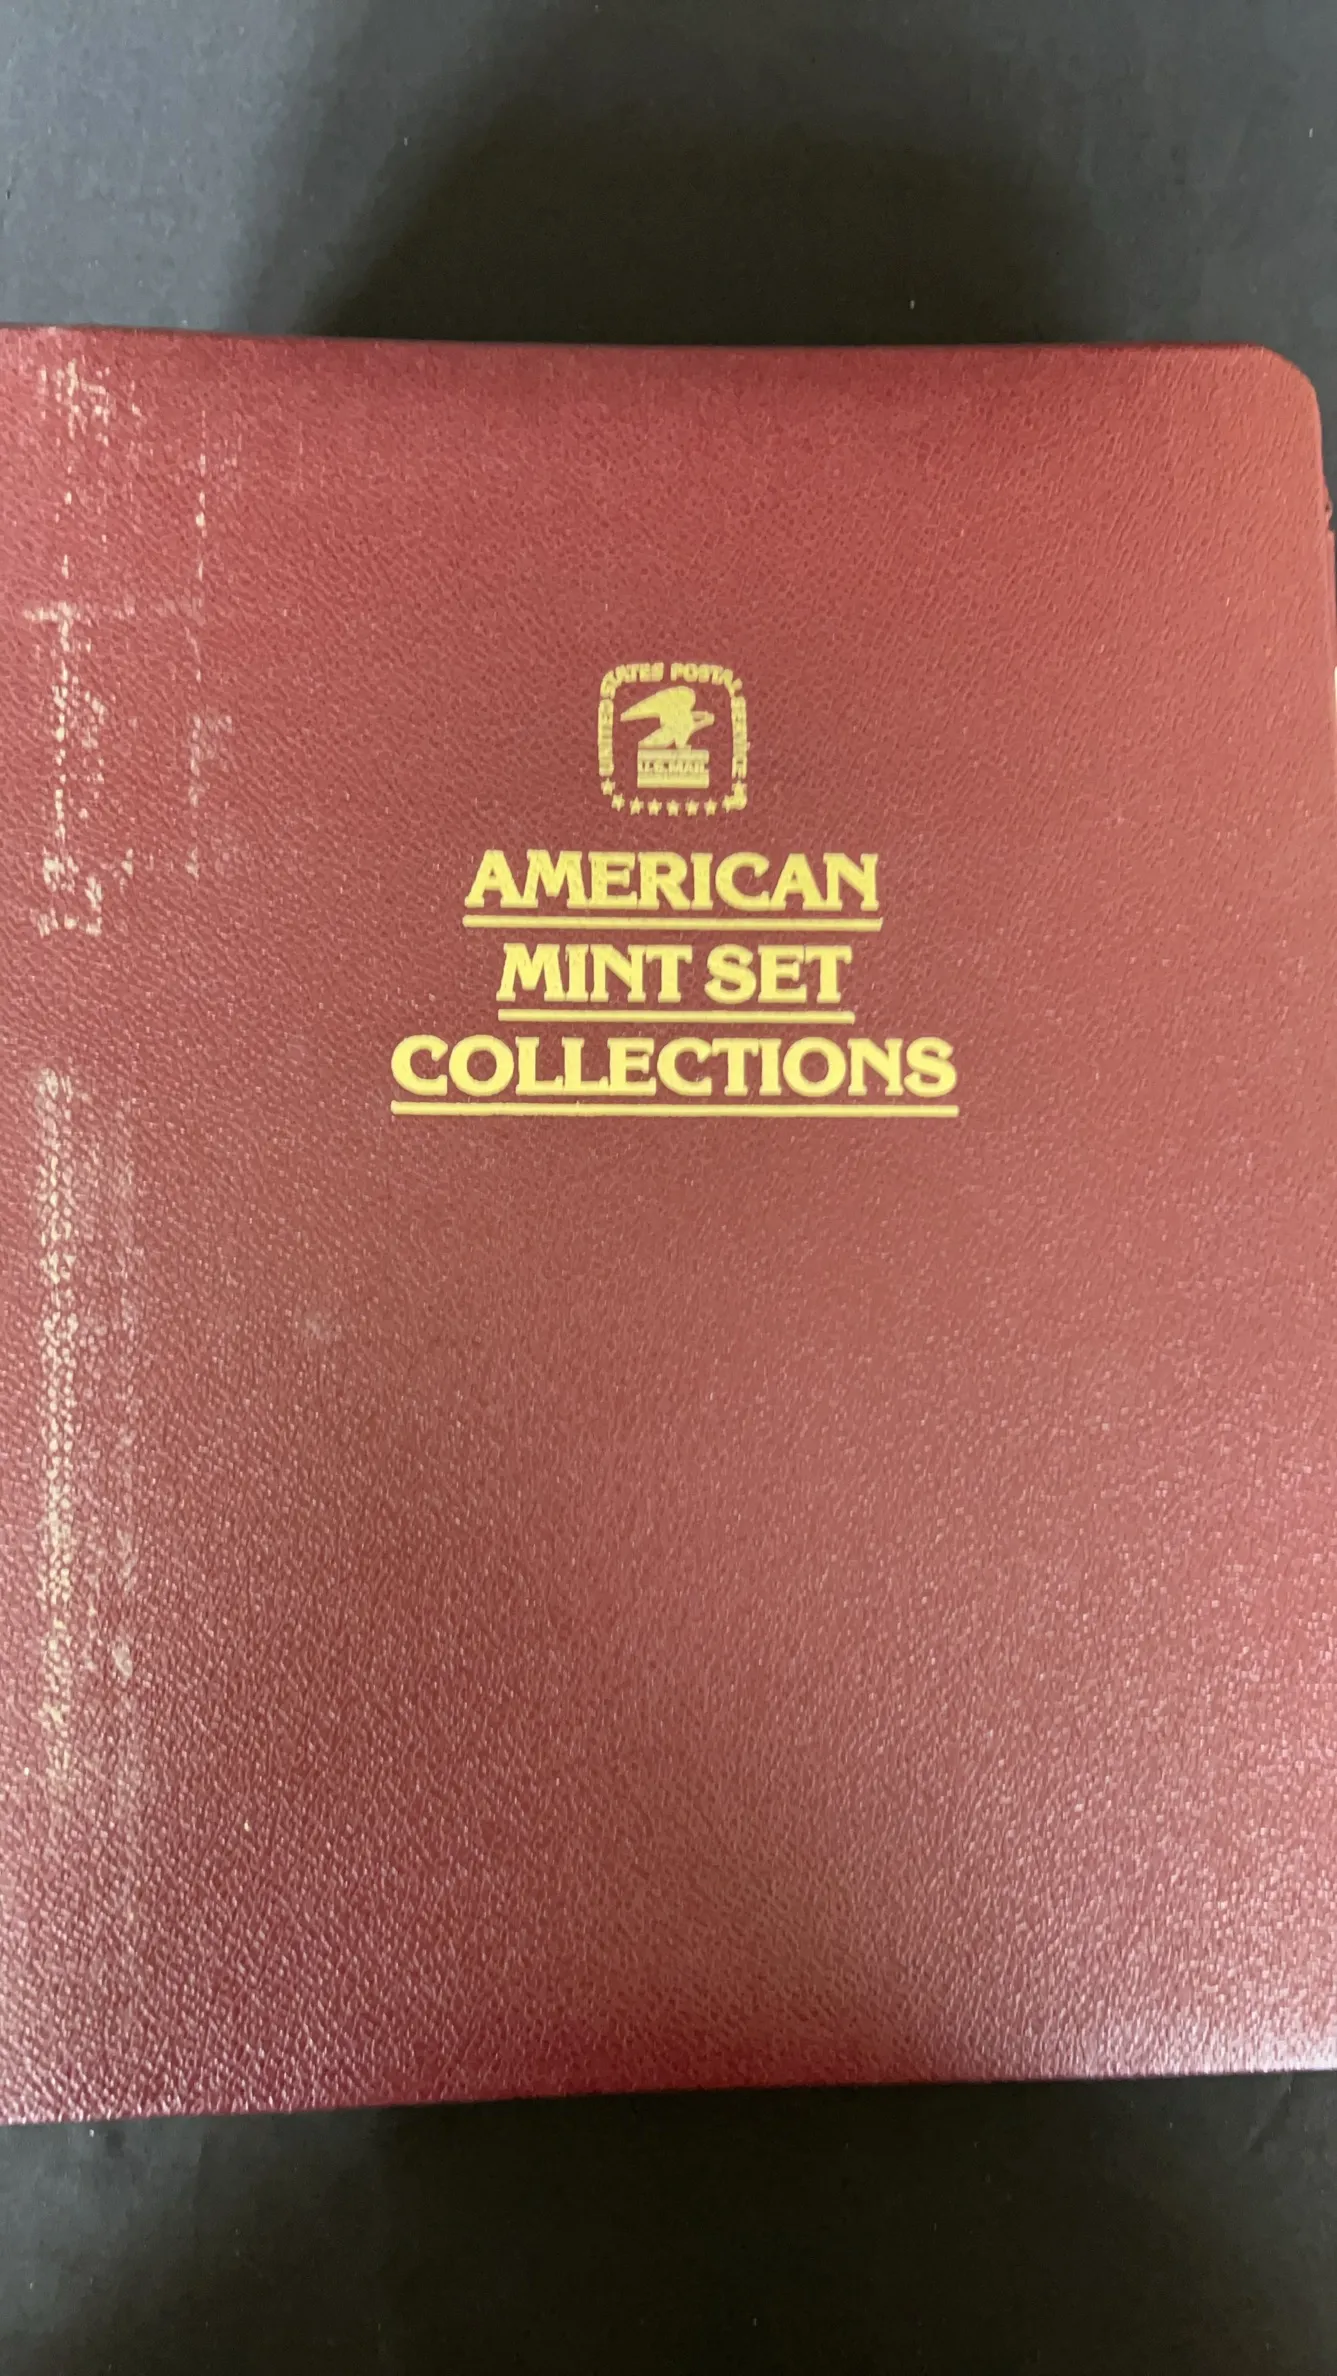 UNITED STATES POSTAL SERVICE
U.S.MAIL
AMERICAN
MINT SET
COLLECTIONS